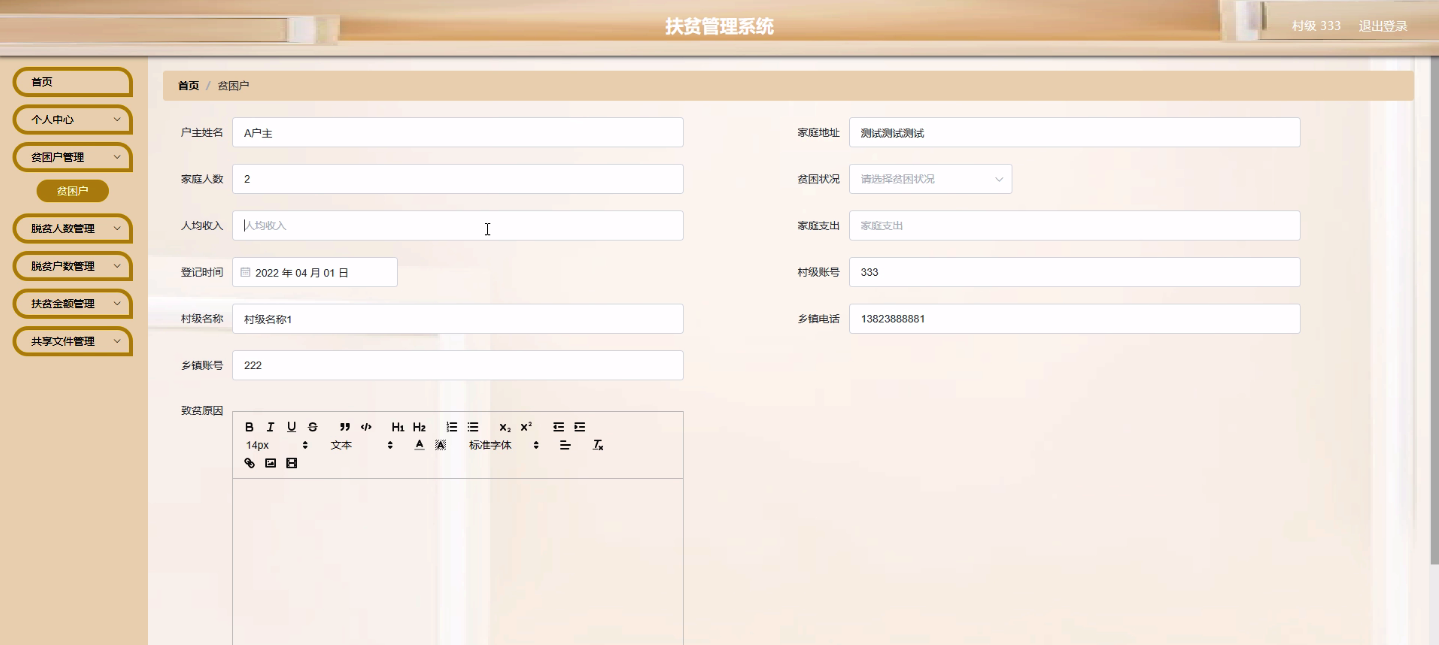 扶贫管理系统
村级 333 退出登录
首页
个人中心
贫困户管理
贫困户
脱贫人数管理
脱贫户数管理
扶贫金额管理
共享文件管理
首页 / 贫困户
户主姓名 A户主
家庭地址 测试测试测试
家庭人数 2
贫困状况 请选择贫困状况
人均收入 人均收入
家庭支出 家庭支出
登记时间 2022 年 04 月 01 日
村级账号 333
村级名称 村级名称1
乡镇电话 13823888881
乡镇账号 222
致贫原因
B I U S H1 H2 X2 X2
14px 文本 A A 标准字体 Tx